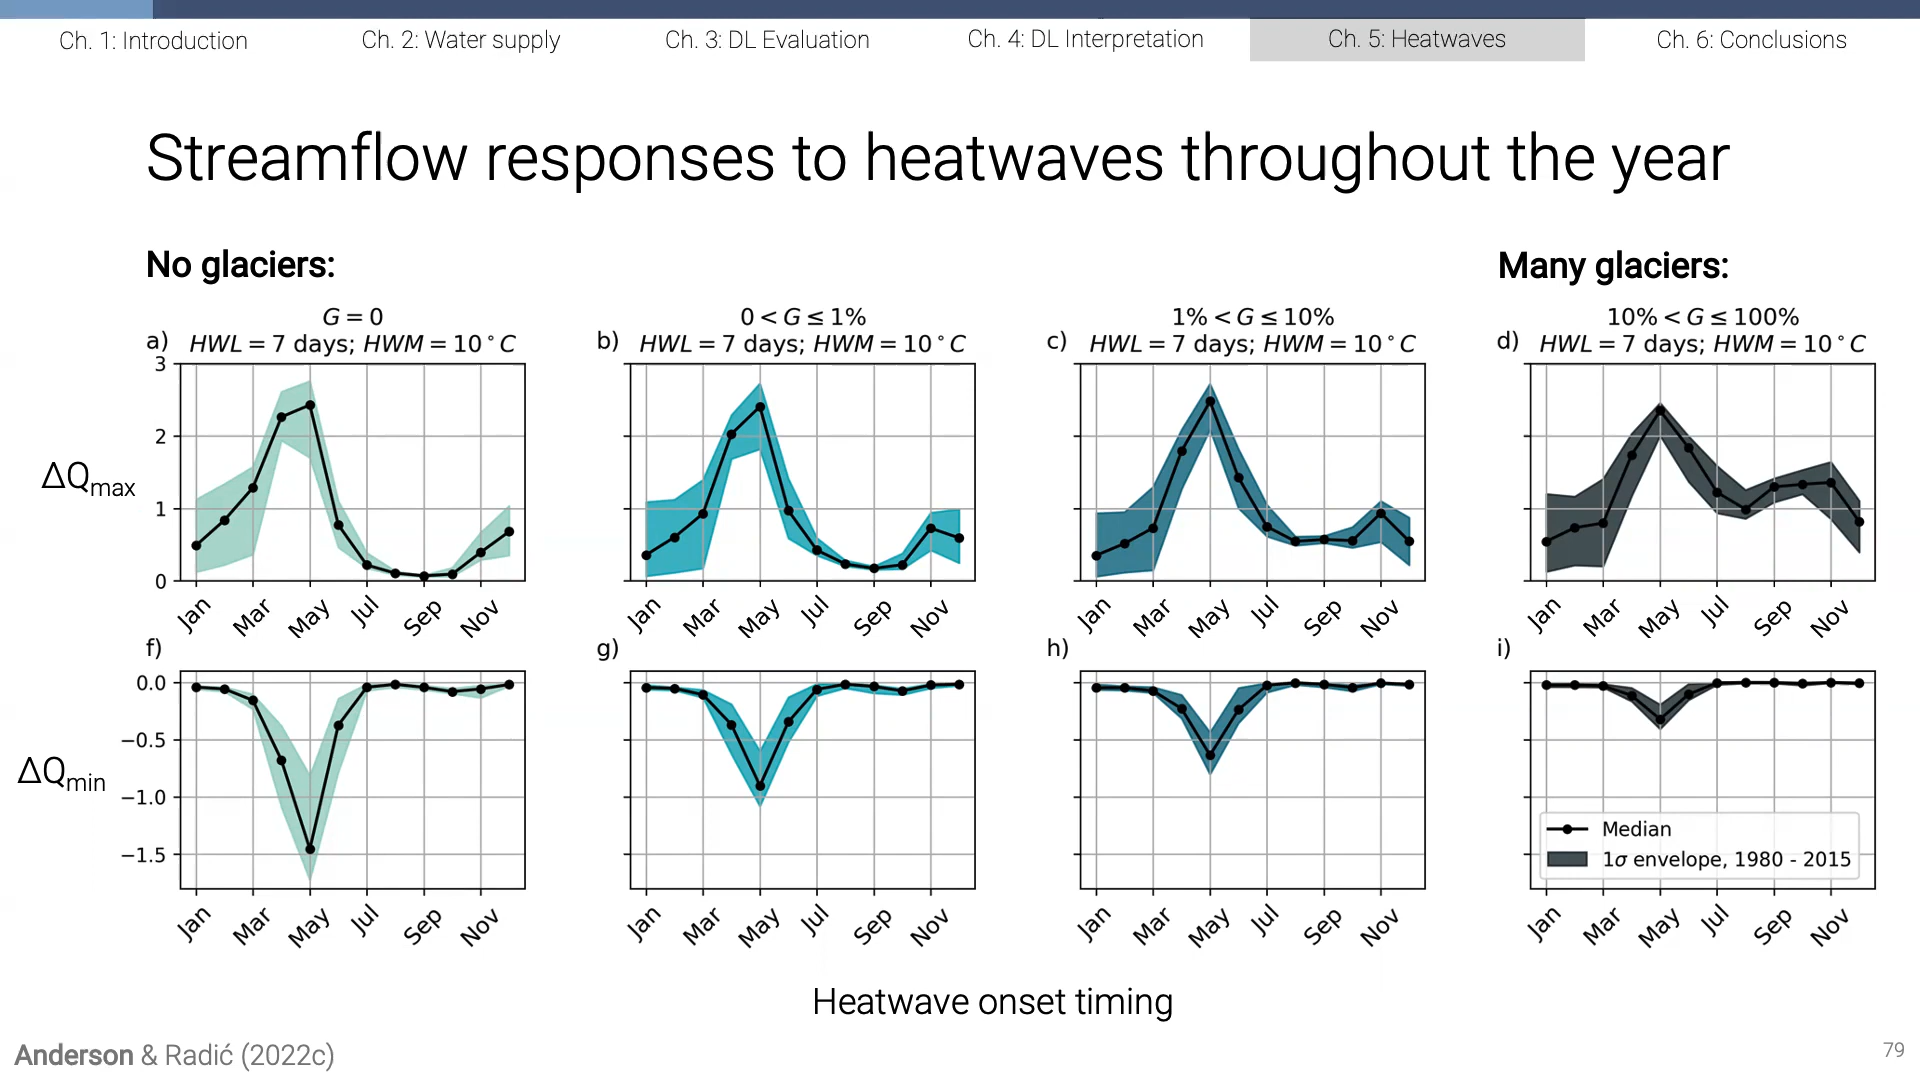 Ch. 1: Introduction
Ch. 2: Water supply
Ch. 3: DL Evaluation
Ch. 4: DL Interpretation
Ch. 5: Heatwaves
Ch. 6: Conclusions
Streamflow responses to heatwaves throughout the year
No glaciers:
Many glaciers:
a)
G = 0
HWL = 7 days; HWM = 10°C
b)
0 < G ≤ 1%
HWL = 7 days; HWM = 10°C
c)
1% < G ≤ 10%
HWL = 7 days; HWM = 10°C
d)
10% < G ≤ 100%
HWL = 7 days; HWM = 10°C
ΔQmax
3
2
1
0
Jan Mar May Jul Sep Nov
Jan Mar May Jul Sep Nov
Jan Mar May Jul Sep Nov
Jan Mar May Jul Sep Nov
f)
g)
h)
i)
ΔQmin
0.0
−0.5
−1.0
−1.5
Median
1σ envelope, 1980 - 2015
Jan Mar May Jul Sep Nov
Jan Mar May Jul Sep Nov
Jan Mar May Jul Sep Nov
Jan Mar May Jul Sep Nov
Heatwave onset timing
Anderson & Radić (2022c)
79